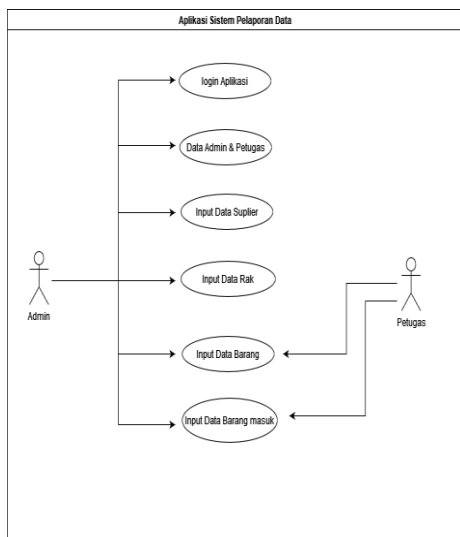 Aplikasi Sistem Pelaporan Data
login Aplikasi
Data Admin & Petugas
Input Data Suplier
Input Data Rak
Admin
Petugas
Input Data Barang
Input Data Barang masuk